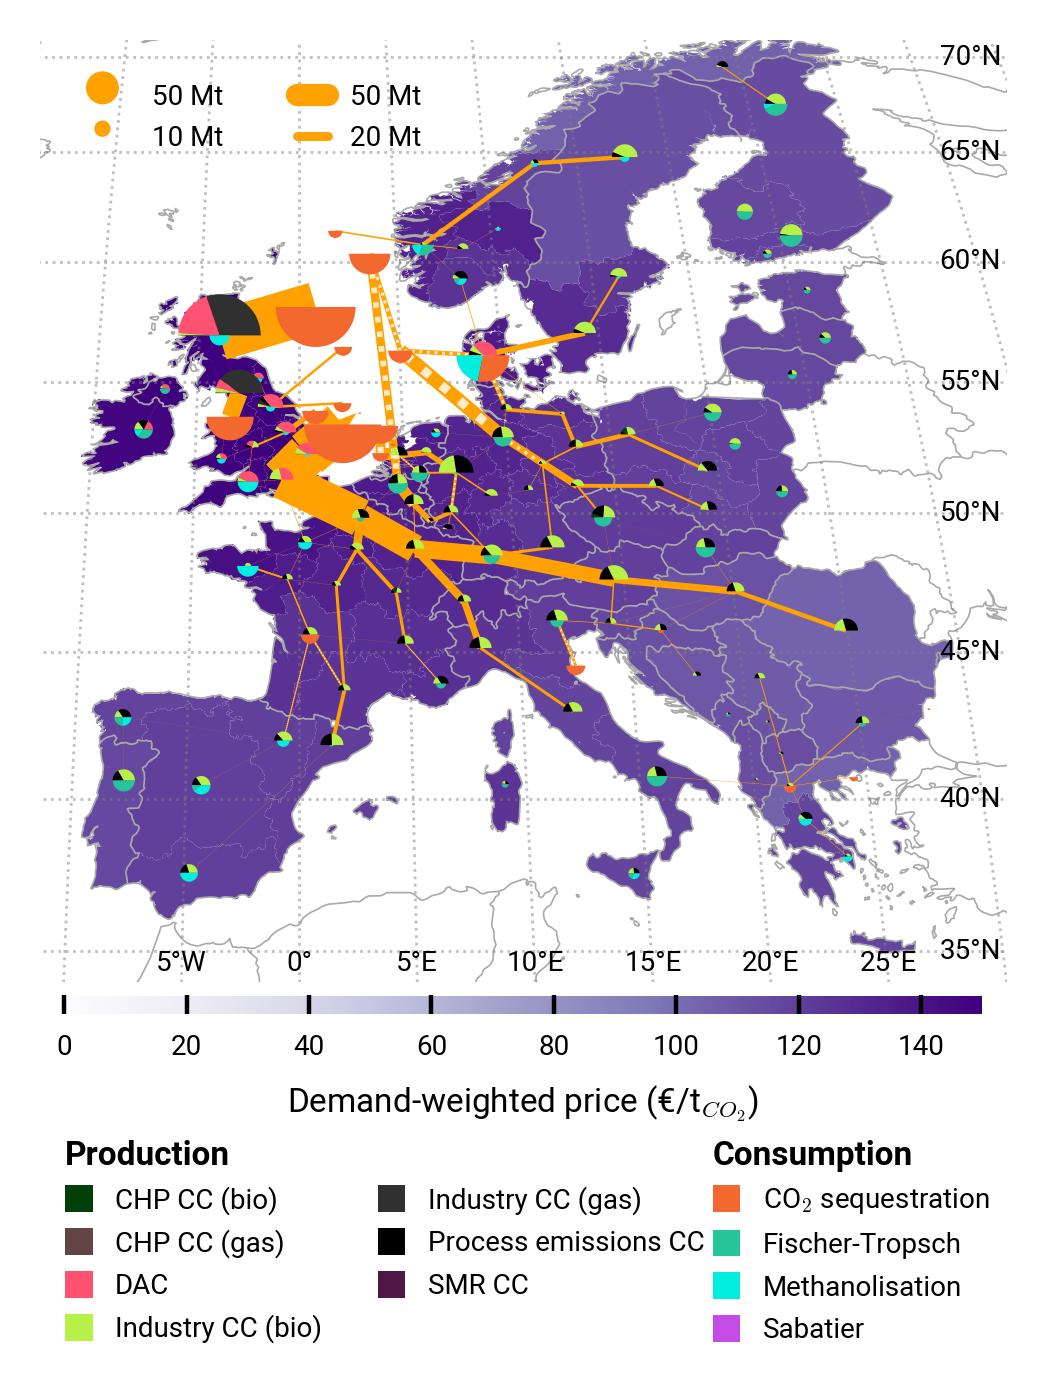 70°N
50 Mt 50 Mt
10 Mt 20 Mt
65°N
60°N
55°N
50°N
45°N
40°N
35°N
5°W 0° 5°E 10°E 15°E 20°E 25°E
0 20 40 60 80 100 120 140
Demand-weighted price (€/t_{CO_2})
Production Consumption
CHP CC (bio) Industry CC (gas) CO₂ sequestration
CHP CC (gas) Process emissions CC Fischer-Tropsch
DAC SMR CC Methanolisation
Industry CC (bio) Sabatier